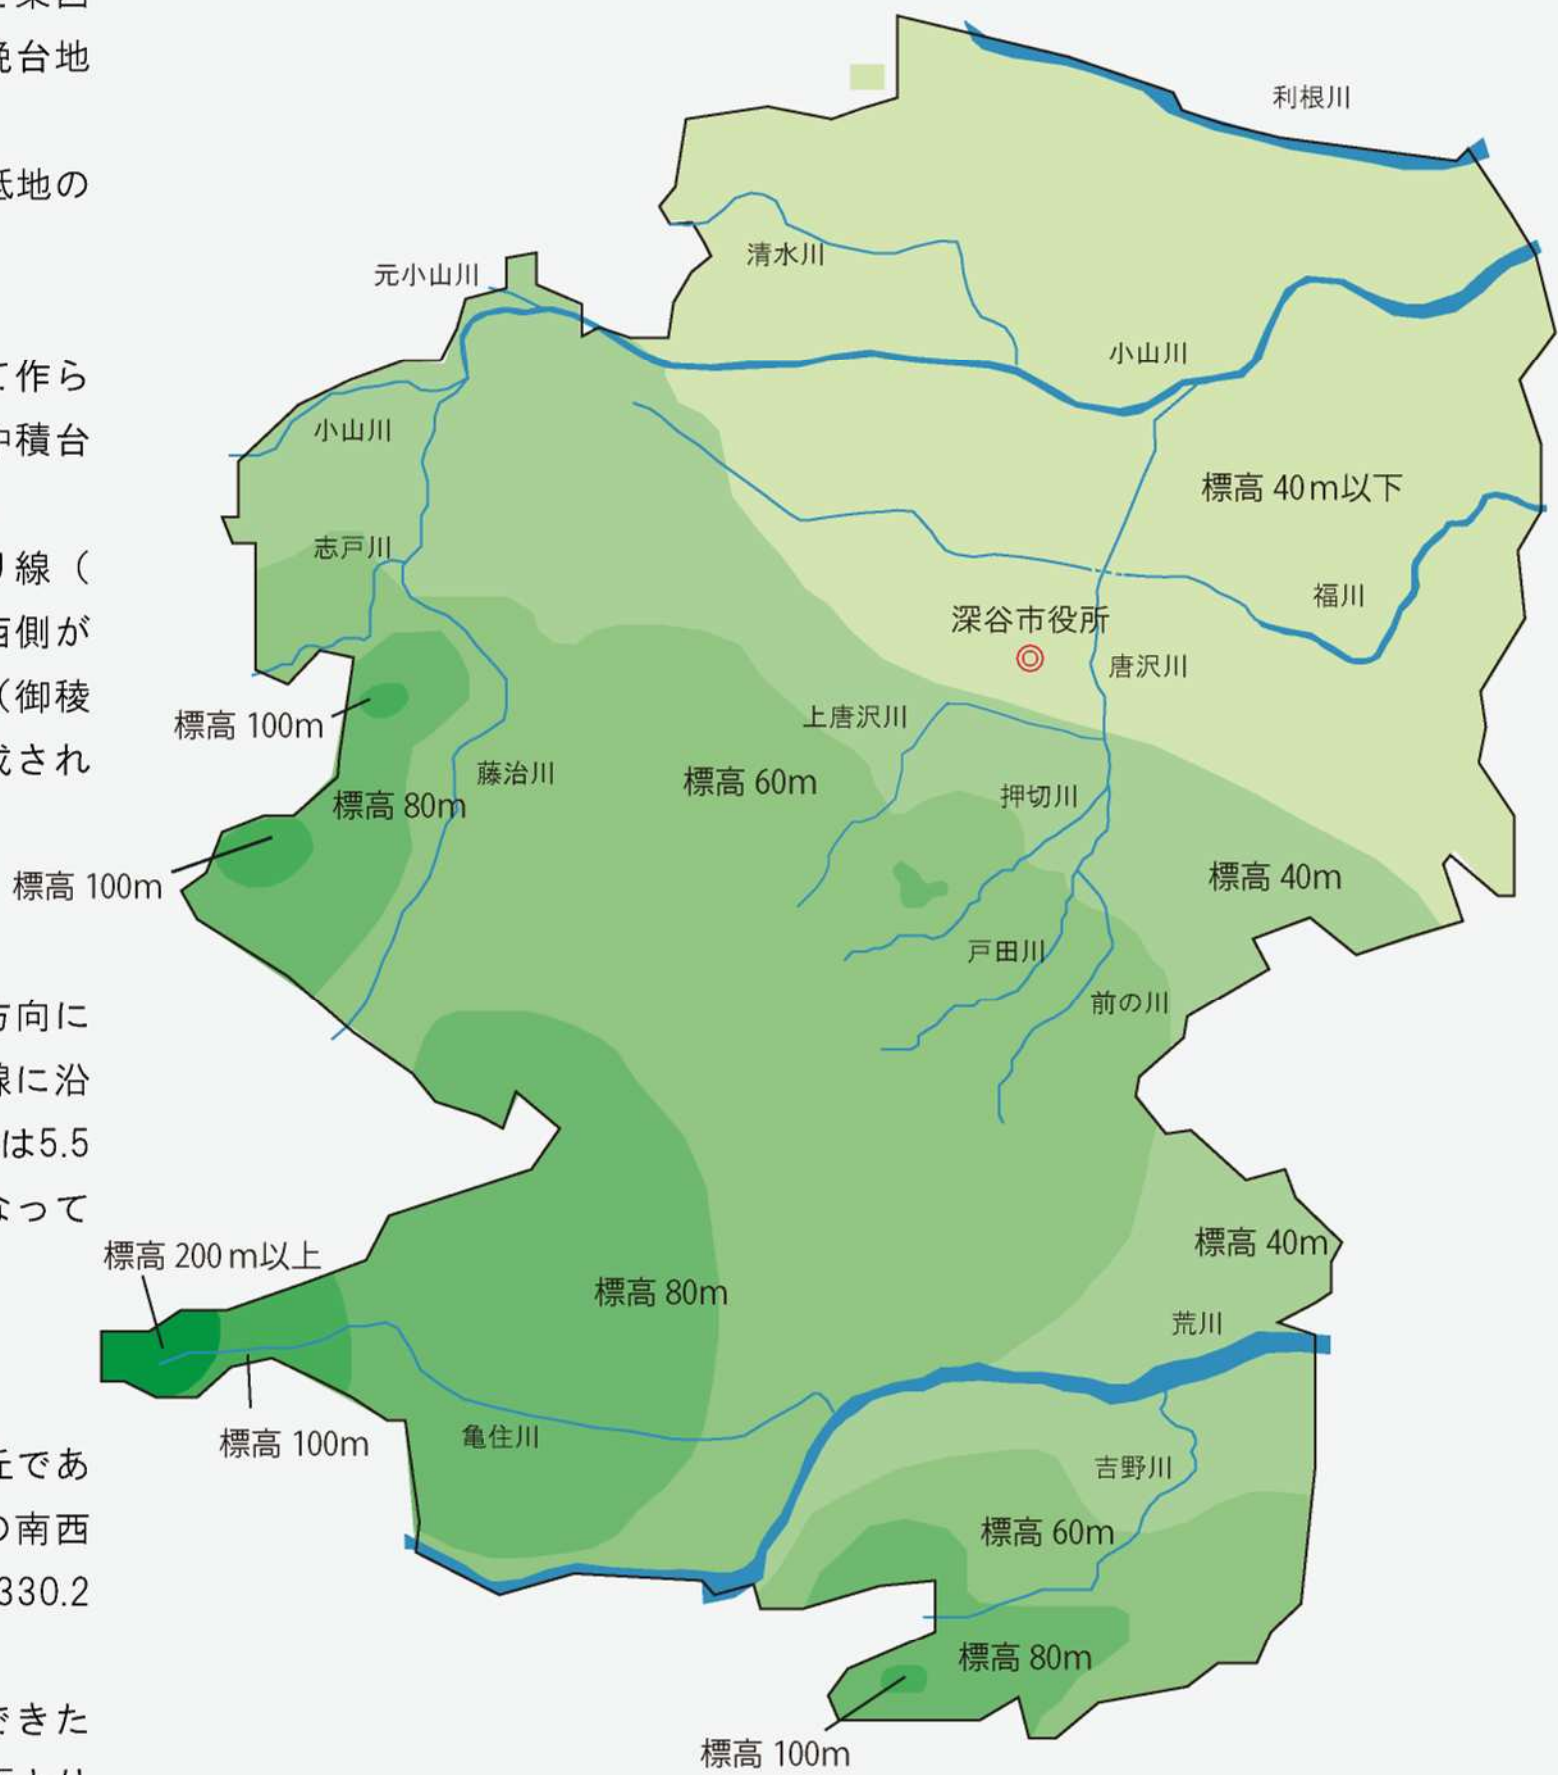 東西
台地
低地の
て作ら
沖積台
り線（
西側が
（御稜
成され
方向に
線に沿
は5.5
なって
丘であ
の南西
330.2
できた
利根川
清水川
元小山川
小山川
小山川
標高 40m以下
志戸川
福川
深谷市役所
唐沢川
標高 100m
上唐沢川
藤治川
標高 60m
押切川
標高 80m
標高 100m
標高 40m
戸田川
前の川
標高 200m以上
標高 40m
標高 80m
荒川
標高 100m
亀住川
吉野川
標高 60m
標高 80m
標高 100m